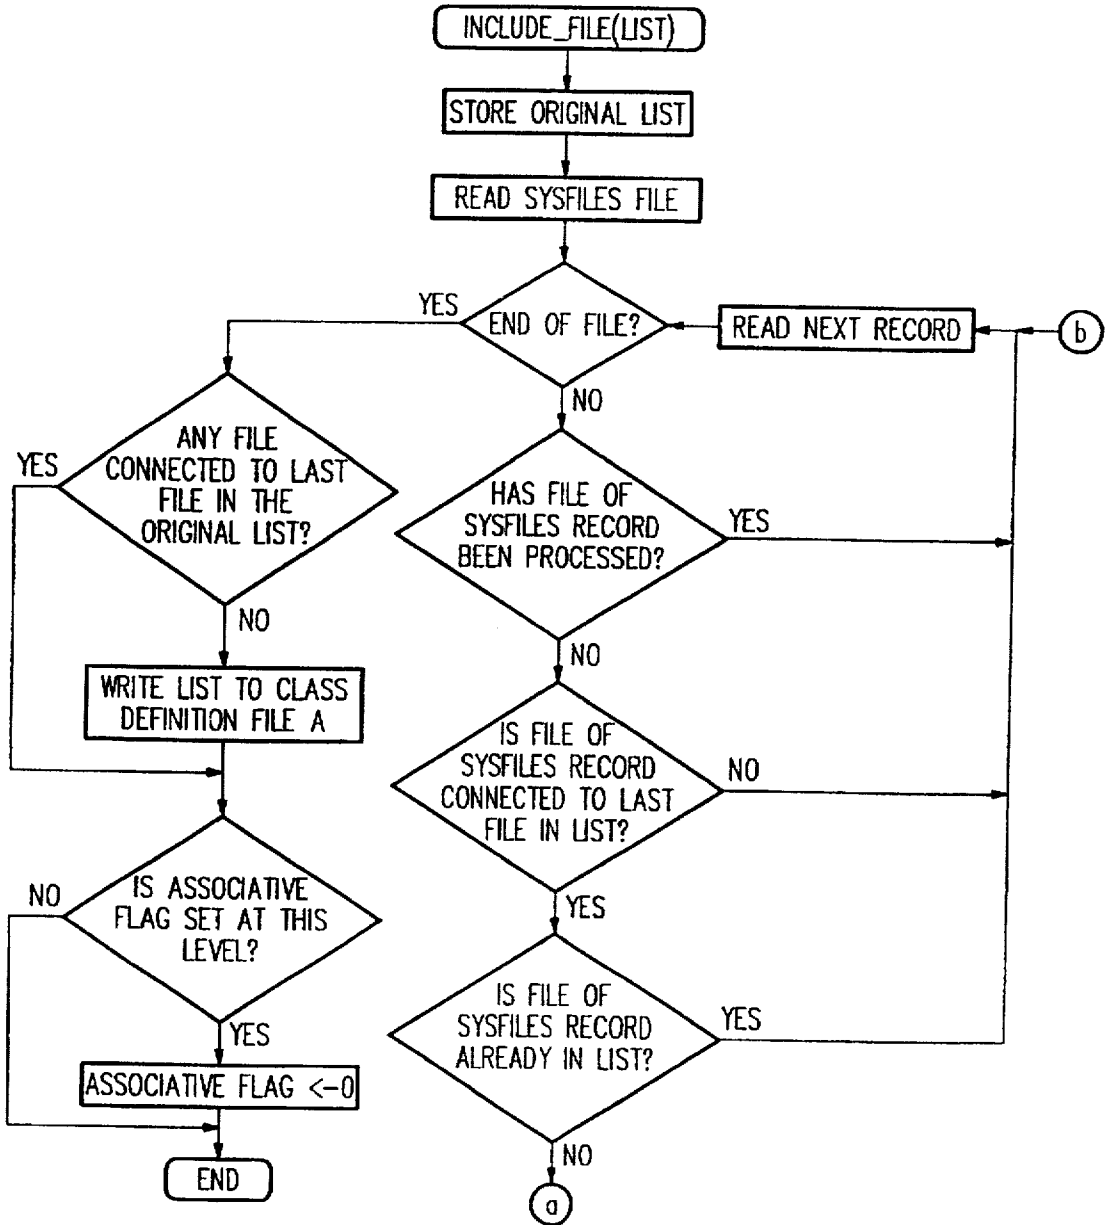 INCLUDE_FILE(LIST)
STORE ORIGINAL LIST
READ SYSFILES FILE
YES
END OF FILE?
READ NEXT RECORD
b
NO
ANY FILE
CONNECTED TO LAST
FILE IN THE
ORIGINAL LIST?
YES
HAS FILE OF
SYSFILES RECORD
BEEN PROCESSED?
YES
NO
NO
WRITE LIST TO CLASS
DEFINITION FILE A
IS FILE OF
SYSFILES RECORD
CONNECTED TO LAST
FILE IN LIST?
NO
NO
IS ASSOCIATIVE
FLAG SET AT THIS
LEVEL?
YES
YES
IS FILE OF
SYSFILES RECORD
ALREADY IN LIST?
YES
ASSOCIATIVE FLAG <-0
NO
END
a